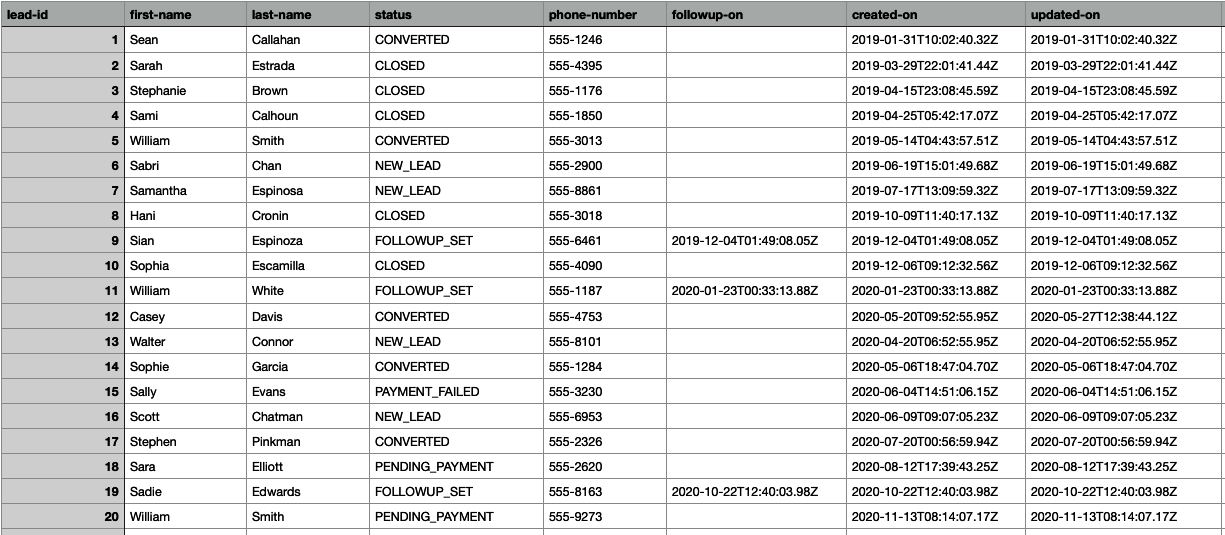 lead-id first-name last-name status phone-number followup-on created-on updated-on
1 Sean Callahan CONVERTED 555-1246 2019-01-31T10:02:40.32Z 2019-01-31T10:02:40.32Z
2 Sarah Estrada CLOSED 555-4395 2019-03-29T22:01:41.44Z 2019-03-29T22:01:41.44Z
3 Stephanie Brown CLOSED 555-1176 2019-04-15T23:08:45.59Z 2019-04-15T23:08:45.59Z
4 Sami Calhoun CLOSED 555-1850 2019-04-25T05:42:17.07Z 2019-04-25T05:42:17.07Z
5 William Smith CONVERTED 555-3013 2019-05-14T04:43:57.51Z 2019-05-14T04:43:57.51Z
6 Sabri Chan NEW_LEAD 555-2900 2019-06-19T15:01:49.68Z 2019-06-19T15:01:49.68Z
7 Samantha Espinosa NEW_LEAD 555-8861 2019-07-17T13:09:59.32Z 2019-07-17T13:09:59.32Z
8 Hani Cronin CLOSED 555-3018 2019-10-09T11:40:17.13Z 2019-10-09T11:40:17.13Z
9 Sian Espinoza FOLLOWUP_SET 555-6461 2019-12-04T01:49:08.05Z 2019-12-04T01:49:08.05Z 2019-12-04T01:49:08.05Z
10 Sophia Escamilla CLOSED 555-4090 2019-12-06T09:12:32.56Z 2019-12-06T09:12:32.56Z
11 William White FOLLOWUP_SET 555-1187 2020-01-23T00:33:13.88Z 2020-01-23T00:33:13.88Z 2020-01-23T00:33:13.88Z
12 Casey Davis CONVERTED 555-4753 2020-05-20T09:52:55.95Z 2020-05-27T12:38:44.12Z
13 Walter Connor NEW_LEAD 555-8101 2020-04-20T06:52:55.95Z 2020-04-20T06:52:55.95Z
14 Sophie Garcia CONVERTED 555-1284 2020-05-06T18:47:04.70Z 2020-05-06T18:47:04.70Z
15 Sally Evans PAYMENT_FAILED 555-3230 2020-06-04T14:51:06.15Z 2020-06-04T14:51:06.15Z
16 Scott Chatman NEW_LEAD 555-6953 2020-06-09T09:07:05.23Z 2020-06-09T09:07:05.23Z
17 Stephen Pinkman CONVERTED 555-2326 2020-07-20T00:56:59.94Z 2020-07-20T00:56:59.94Z
18 Sara Elliott PENDING_PAYMENT 555-2620 2020-08-12T17:39:43.25Z 2020-08-12T17:39:43.25Z
19 Sadie Edwards FOLLOWUP_SET 555-8163 2020-10-22T12:40:03.98Z 2020-10-22T12:40:03.98Z 2020-10-22T12:40:03.98Z
20 William Smith PENDING_PAYMENT 555-9273 2020-11-13T08:14:07.17Z 2020-11-13T08:14:07.17Z